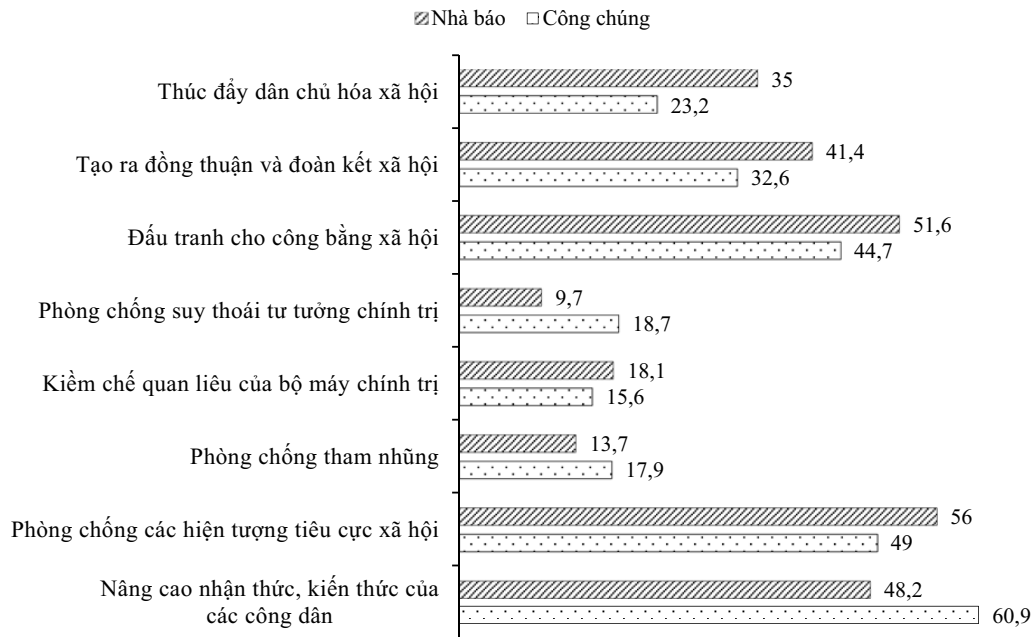 Nhà báo Công chúng
Thúc đẩy dân chủ hóa xã hội
35
23,2
Tạo ra đồng thuận và đoàn kết xã hội
41,4
32,6
Đấu tranh cho công bằng xã hội
51,6
44,7
Phòng chống suy thoái tư tưởng chính trị
9,7
18,7
Kiềm chế quan liêu của bộ máy chính trị
18,1
15,6
Phòng chống tham nhũng
13,7
17,9
Phòng chống các hiện tượng tiêu cực xã hội
56
49
Nâng cao nhận thức, kiến thức của
các công dân
48,2
60,9